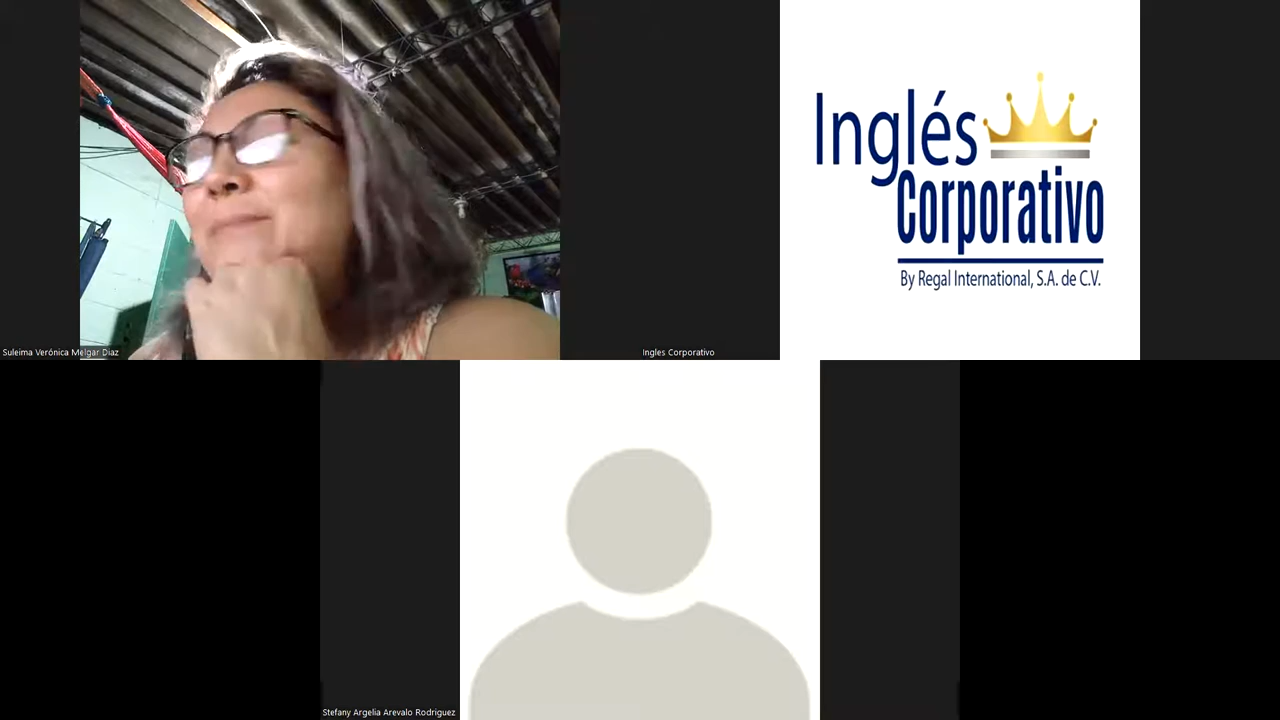 Inglés
Corporativo
By Regal International, S.A. de C.V.
Suleima Verónica Melgar Diaz
Ingles Corporativo
Stefany Argelia Arevalo Rodriguez